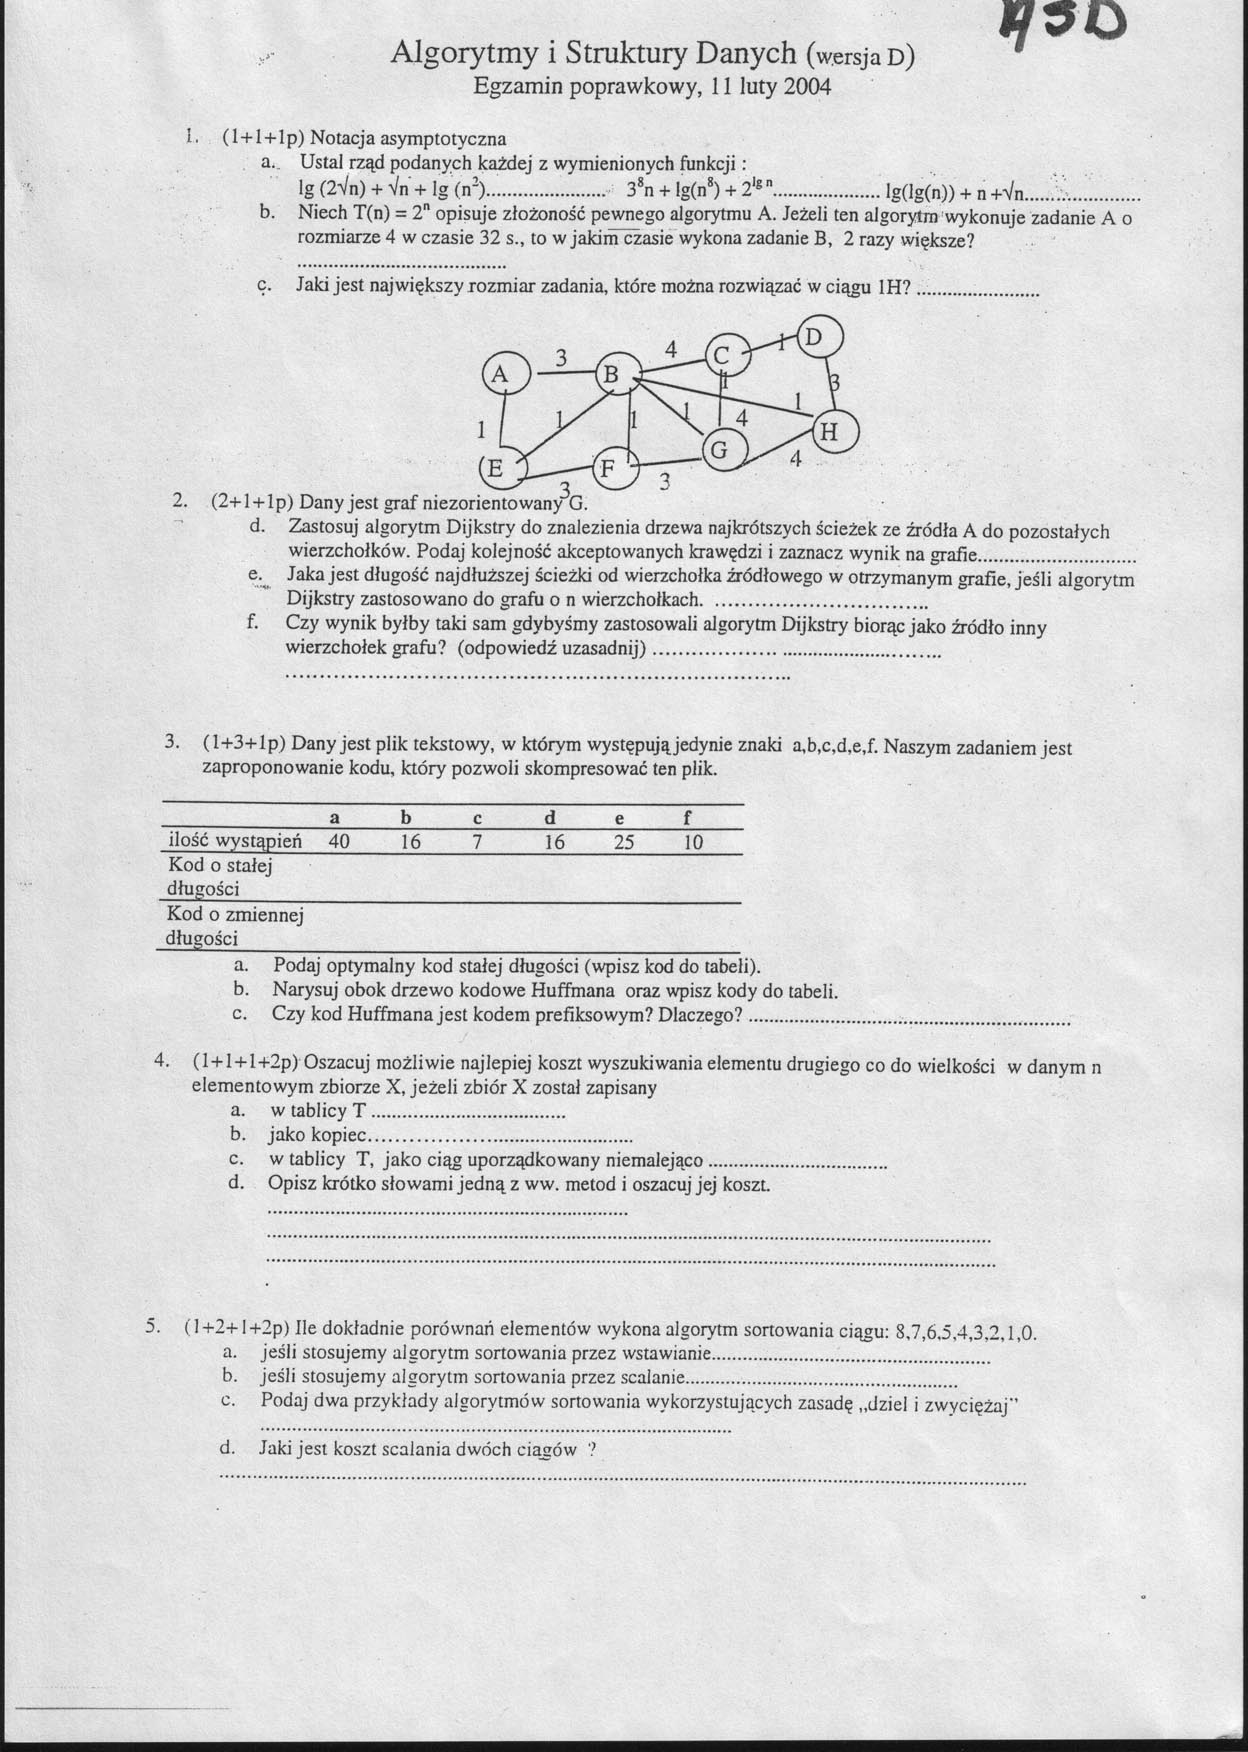 ASD
Algorytmy i Struktury Danych (wersja D)
Egzamin poprawkowy, 11 luty 2004
1. (1+1+1p) Notacja asymptotyczna
a. Ustal rząd podanych każdej z wymienionych funkcji :
lg (2√n) + √n + lg (n²)........................ 3⁸n + lg(n⁸) + 2ˡᵍ ⁿ..................... lg(lg(n)) + n +√n........................
b. Niech T(n) = 2ⁿ opisuje złożoność pewnego algorytmu A. Jeżeli ten algorytm wykonuje zadanie A o
rozmiarze 4 w czasie 32 s., to w jakim czasie wykona zadanie B, 2 razy większe?
......................................
c. Jaki jest największy rozmiar zadania, które można rozwiązać w ciągu 1H? ........................
D
1
4
C
3
B
A
3
1
1
1
1
1
1
4
H
G
E
F
4
3
3
2. (2+1+1p) Dany jest graf niezorientowany G.
d. Zastosuj algorytm Dijkstry do znalezienia drzewa najkrótszych ścieżek ze źródła A do pozostałych
wierzchołków. Podaj kolejność akceptowanych krawędzi i zaznacz wynik na grafie............................
e. Jaka jest długość najdłuższej ścieżki od wierzchołka źródłowego w otrzymanym grafie, jeśli algorytm
Dijkstry zastosowano do grafu o n wierzchołkach. ................................
f. Czy wynik byłby taki sam gdybyśmy zastosowali algorytm Dijkstry biorąc jako źródło inny
wierzchołek grafu? (odpowiedź uzasadnij) ..................................................
..........................................................................
3. (1+3+1p) Dany jest plik tekstowy, w którym występują jedynie znaki a,b,c,d,e,f. Naszym zadaniem jest
zaproponowanie kodu, który pozwoli skompresować ten plik.
a b c d e f
ilość wystąpień 40 16 7 16 25 10
Kod o stałej
długości
Kod o zmiennej
długości
a. Podaj optymalny kod stałej długości (wpisz kod do tabeli).
b. Narysuj obok drzewo kodowe Huffmana oraz wpisz kody do tabeli.
c. Czy kod Huffmana jest kodem prefiksowym? Dlaczego? ............................................................
4. (1+1+1+2p) Oszacuj możliwie najlepiej koszt wyszukiwania elementu drugiego co do wielkości w danym n
elementowym zbiorze X, jeżeli zbiór X został zapisany
a. w tablicy T ....................................
b. jako kopiec................................................
c. w tablicy T, jako ciąg uporządkowany niemalejąco ..................................
d. Opisz krótko słowami jedną z ww. metod i oszacuj jej koszt.
....................................................................
........................................................................................................................................
........................................................................................................................................
5. (1+2+1+2p) Ile dokładnie porównań elementów wykona algorytm sortowania ciągu: 8,7,6,5,4,3,2,1,0.
a. jeśli stosujemy algorytm sortowania przez wstawianie.....................................................
b. jeśli stosujemy algorytm sortowania przez scalanie...................................................
c. Podaj dwa przykłady algorytmów sortowania wykorzystujących zasadę „dziel i zwyciężaj”
.........................................................................................
d. Jaki jest koszt scalania dwóch ciągów ?
........................................................................................................................................................